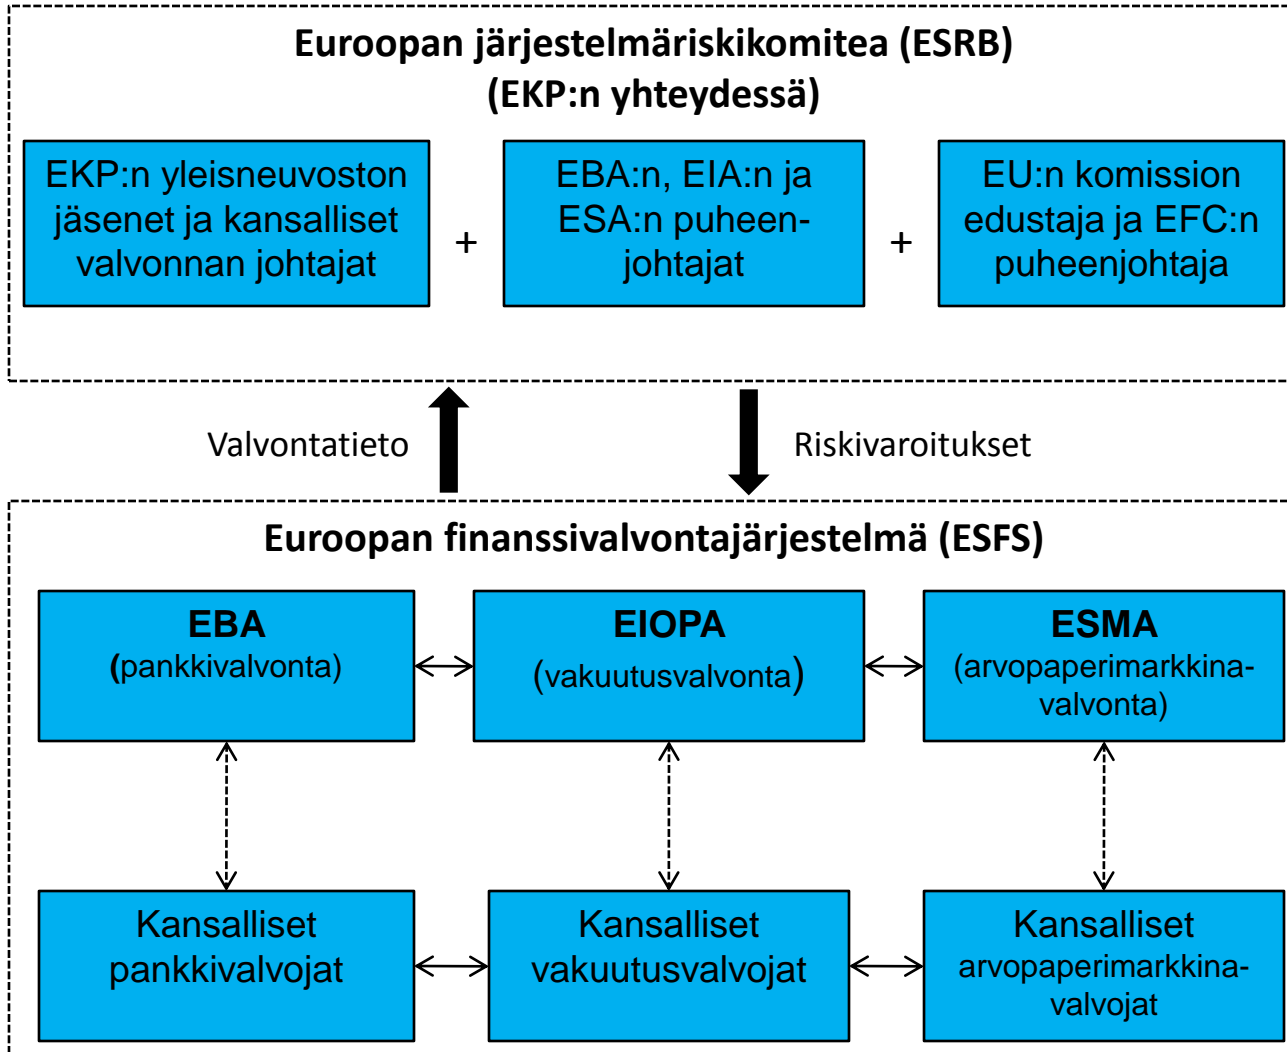 Euroopan järjestelmäriskikomitea (ESRB)
(EKP:n yhteydessä)
EKP:n yleisneuvoston
jäsenet ja kansalliset
valvonnan johtajat
+
EBA:n, EIA:n ja
ESA:n puheen-
johtajat
+
EU:n komission
edustaja ja EFC:n
puheenjohtaja
Valvontatieto
Riskivaroitukset
Euroopan finanssivalvontajärjestelmä (ESFS)
EBA
(pankkivalvonta)
EIOPA
(vakuutusvalvonta)
ESMA
(arvopaperimarkkina-
valvonta)
Kansalliset
pankkivalvojat
Kansalliset
vakuutusvalvojat
Kansalliset
arvopaperimarkkina-
valvojat